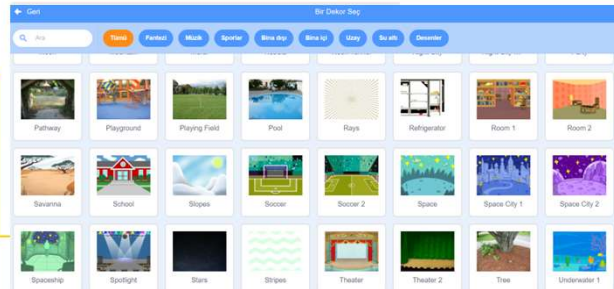 Geri Bir Dekor Seç
Ara Tümü Fantezi Müzik Sporlar Bina dışı Bina içi Uzay Su altı Desenler
Pathway Playground Playing Field Pool Rays Refrigerator Room 1 Room 2
Savanna School Slopes Soccer Soccer 2 Space Space City 1 Space City 2
Spaceship Spotlight Stars Stripes Theater Theater 2 Tree Underwater 1